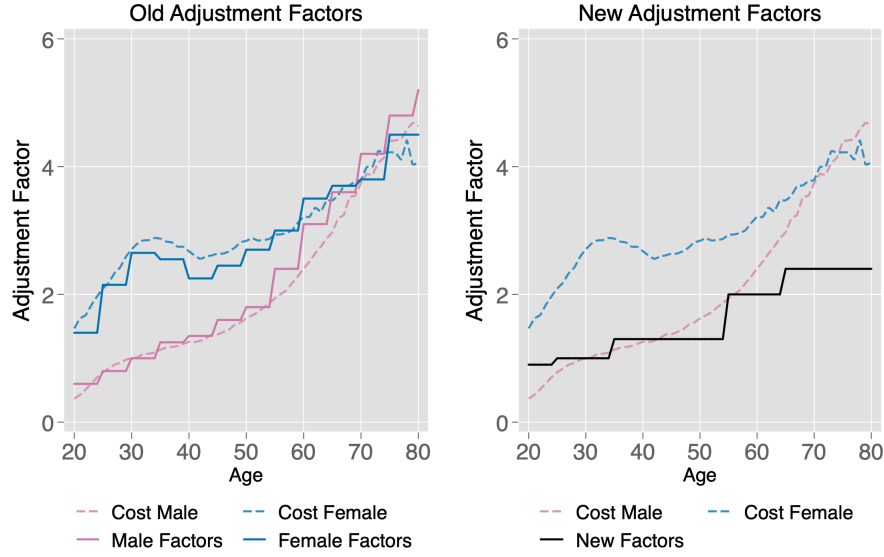 Old Adjustment Factors
Adjustment Factor
6
4
2
0
20 30 40 50 60 70 80
Age
Cost Male Cost Female
Male Factors Female Factors
New Adjustment Factors
Adjustment Factor
6
4
2
0
20 30 40 50 60 70 80
Age
Cost Male Cost Female
New Factors